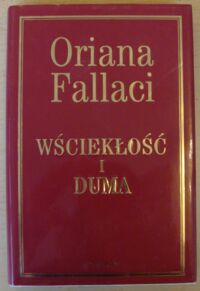 Oriana
Fallaci
WŚCIEKŁOŚĆ
I
DUMA